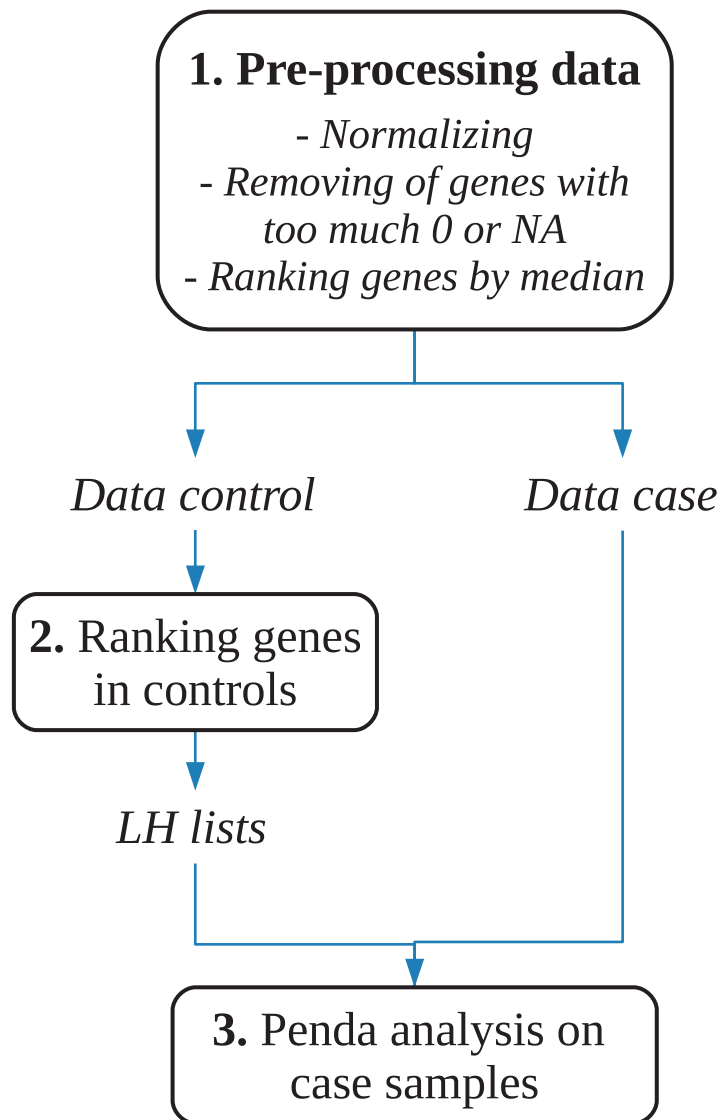 1. Pre-processing data
- Normalizing
- Removing of genes with
too much 0 or NA
- Ranking genes by median
Data control
Data case
2. Ranking genes
in controls
LH lists
3. Penda analysis on
case samples